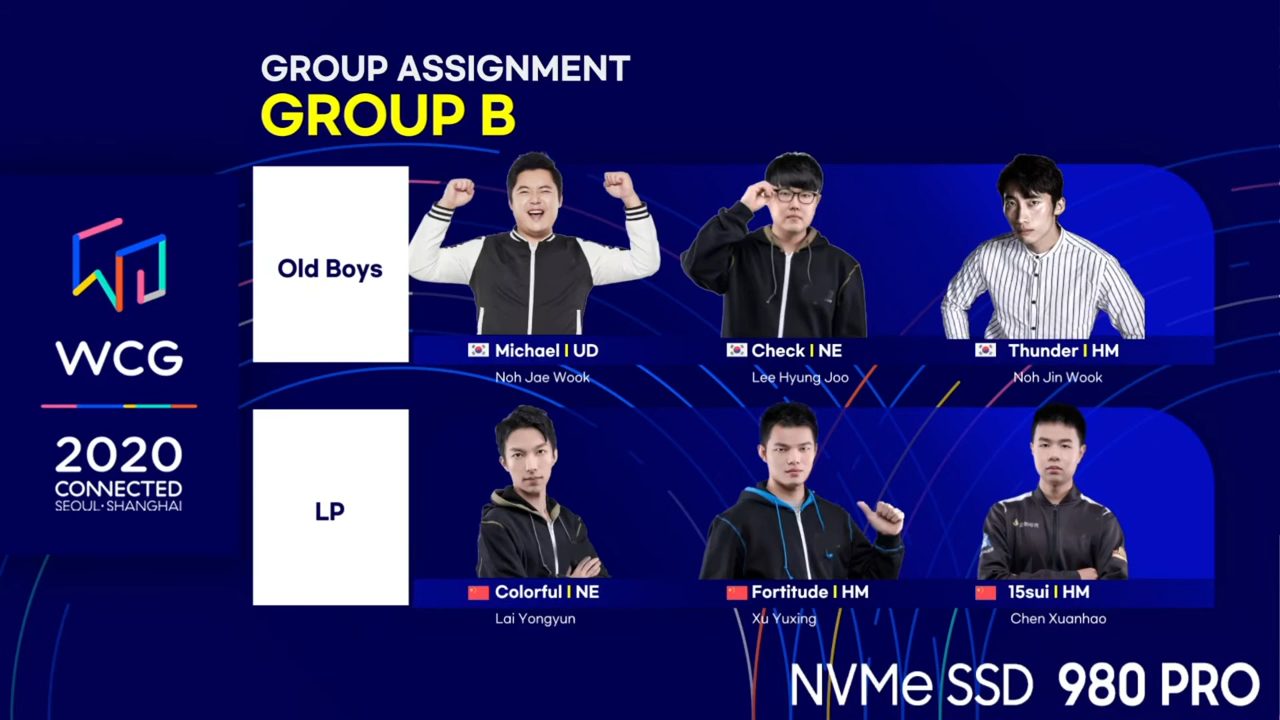 GROUP ASSIGNMENT
GROUP B
WCG
2020
CONNECTED
SEOUL·SHANGHAI
Old Boys
Michael | UD
Noh Jae Wook
Check | NE
Lee Hyung Joo
Thunder | HM
Noh Jin Wook
LP
Colorful | NE
Lai Yongyun
Fortitude | HM
Xu Yuxing
15sui | HM
Chen Xuanhao
NVMe SSD 980 PRO